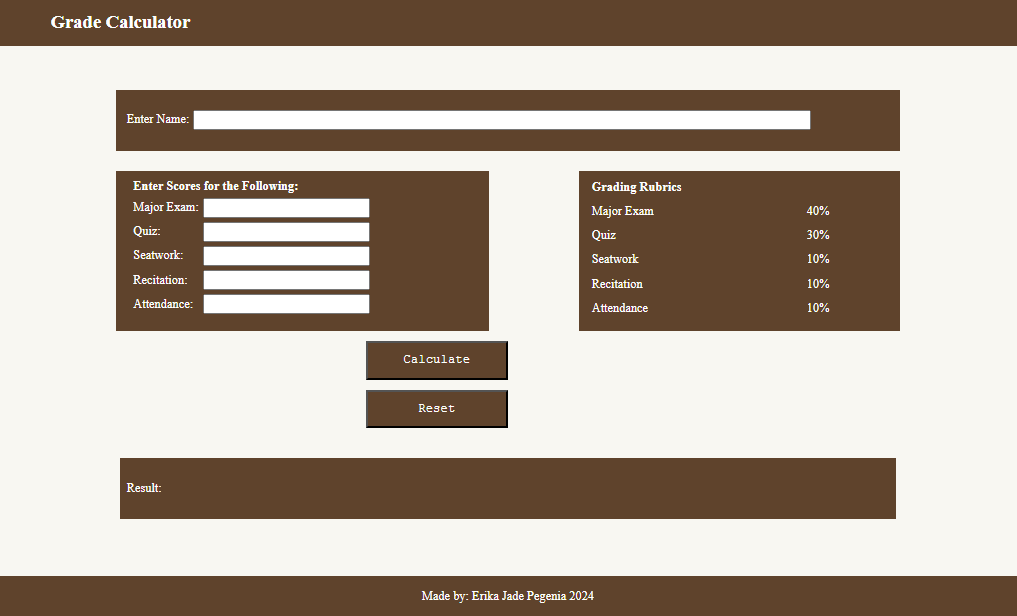 Grade Calculator
Enter Name:
Enter Scores for the Following:
Major Exam:
Quiz:
Seatwork:
Recitation:
Attendance:
Grading Rubrics
Major Exam 40%
Quiz 30%
Seatwork 10%
Recitation 10%
Attendance 10%
Calculate
Reset
Result:
Made by: Erika Jade Pegenia 2024